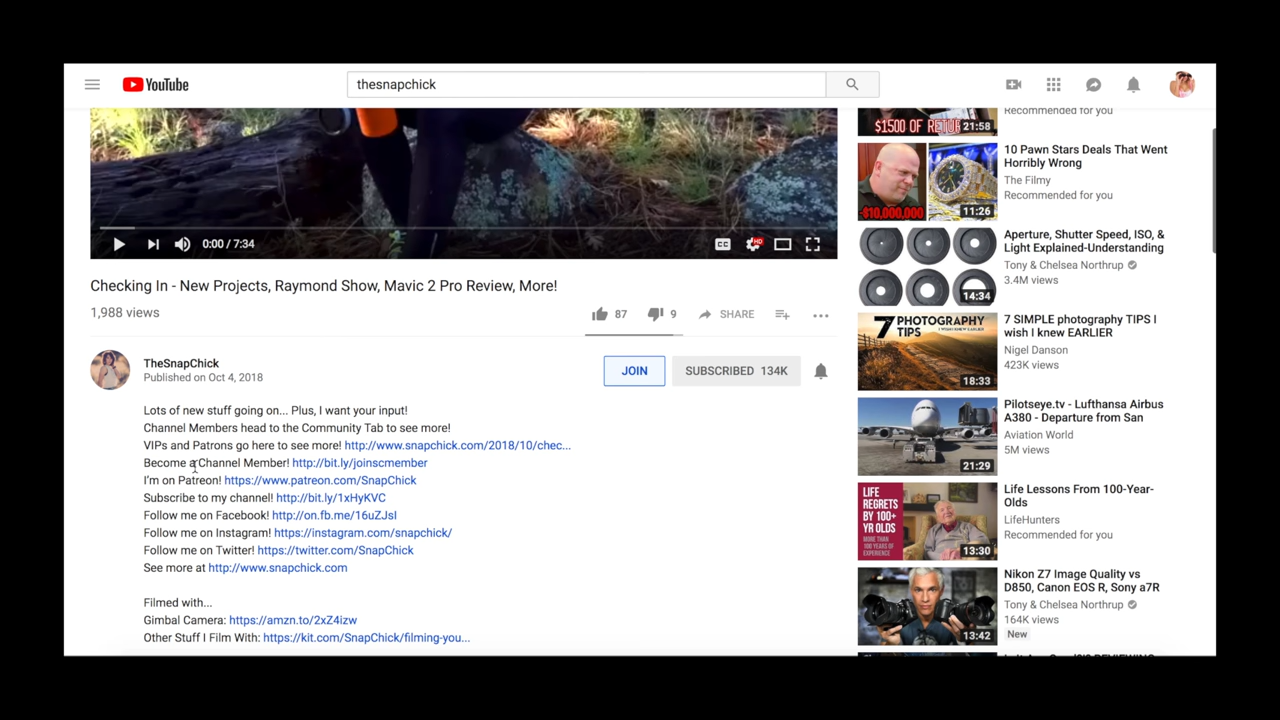 YouTube
thesnapchick
0:00 / 7:34
CC
HD
Checking In - New Projects, Raymond Show, Mavic 2 Pro Review, More!
1,988 views
87
9
SHARE
TheSnapChick
Published on Oct 4, 2018
JOIN
SUBSCRIBED 134K
Lots of new stuff going on... Plus, I want your input!
Channel Members head to the Community Tab to see more!
VIPs and Patrons go here to see more! http://www.snapchick.com/2018/10/chec...
Become a Channel Member! http://bit.ly/joinscmember
I'm on Patreon! https://www.patreon.com/SnapChick
Subscribe to my channel! http://bit.ly/1xHyKVC
Follow me on Facebook! http://on.fb.me/16uZJsI
Follow me on Instagram! https://instagram.com/snapchick/
Follow me on Twitter! https://twitter.com/SnapChick
See more at http://www.snapchick.com
Filmed with...
Gimbal Camera: https://amzn.to/2xZ4izw
Other Stuff I Film With: https://kit.com/SnapChick/filming-you...
$1500 OF
21:58
Recommended for you
-$10,000,000
11:26
10 Pawn Stars Deals That Went
Horribly Wrong
The Filmy
Recommended for you
14:34
Aperture, Shutter Speed, ISO, &
Light Explained-Understanding
Tony & Chelsea Northrup
3.4M views
7 PHOTOGRAPHY
TIPS
18:33
7 SIMPLE photography TIPS I
wish I knew EARLIER
Nigel Danson
423K views
21:29
Pilotseye.tv - Lufthansa Airbus
A380 - Departure from San
Aviation World
5M views
LIFE
REGRETS
BY 100+
YR OLDS
MORE THAN
100 YEARS OF
EXPERIENCE
13:30
Life Lessons From 100-Year-
Olds
LifeHunters
Recommended for you
13:42
Nikon Z7 Image Quality vs
D850, Canon EOS R, Sony a7R
Tony & Chelsea Northrup
164K views
New